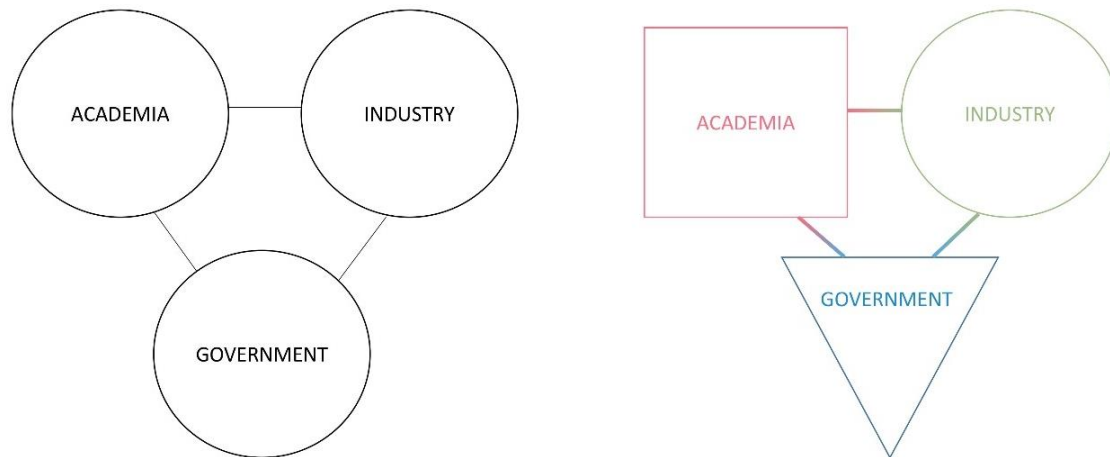 ACADEMIA
INDUSTRY
GOVERNMENT
ACADEMIA
INDUSTRY
GOVERNMENT